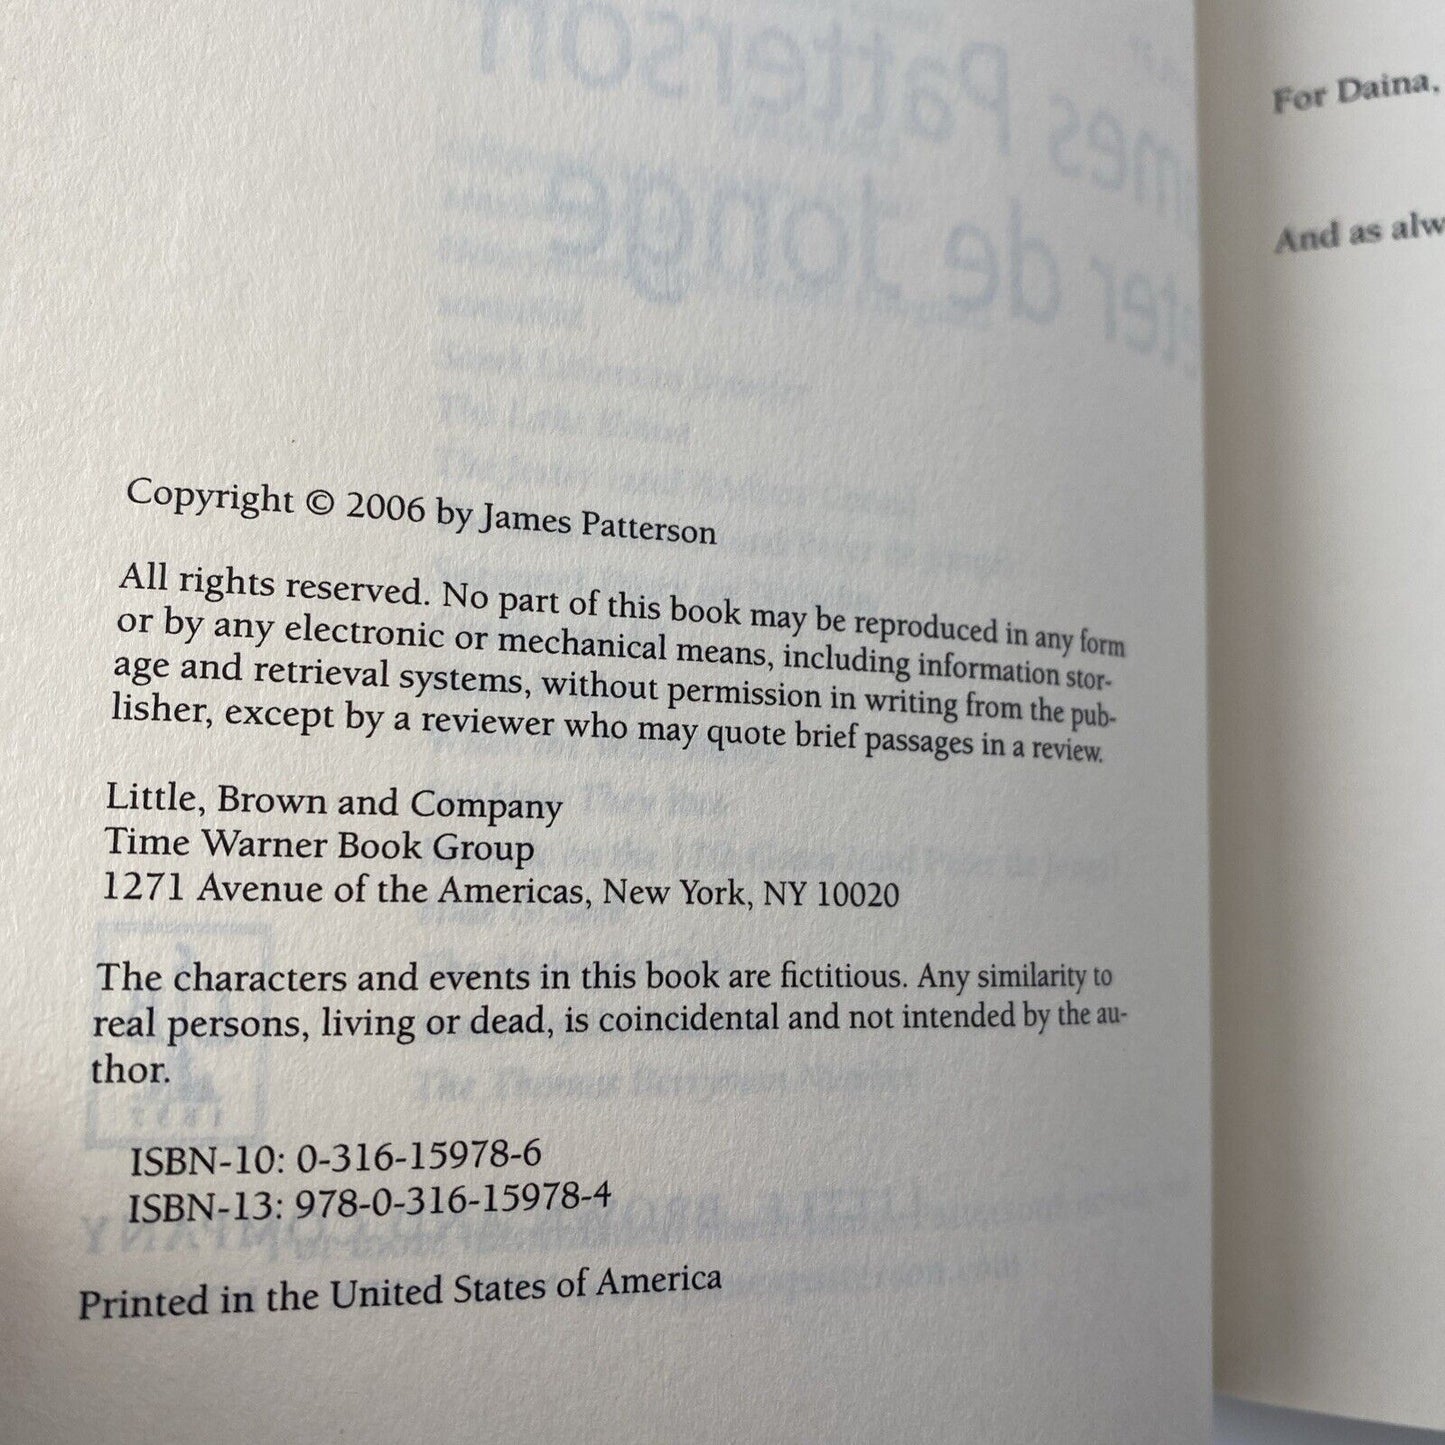 Copyright © 2006 by James Patterson
All rights reserved. No part of this book may be reproduced in any form
or by any electronic or mechanical means, including information stor-
age and retrieval systems, without permission in writing from the pub-
lisher, except by a reviewer who may quote brief passages in a review.
Little, Brown and Company
Time Warner Book Group
1271 Avenue of the Americas, New York, NY 10020
The characters and events in this book are fictitious. Any similarity to
real persons, living or dead, is coincidental and not intended by the au-
thor.
ISBN-10: 0-316-15978-6
ISBN-13: 978-0-316-15978-4
Printed in the United States of America
For Daina,
And as alw
Patterson
de Jonge